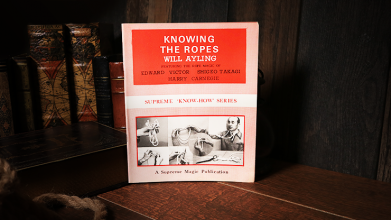 KNOWING
THE ROPES
WILL AYLING
FEATURING THE ROPE MAGIC OF
EDWARD VICTOR SHIGEO TAKAGI
HARRY CARNEGIE
SUPREME "KNOW-HOW" SERIES
A Supreme Magic Publication